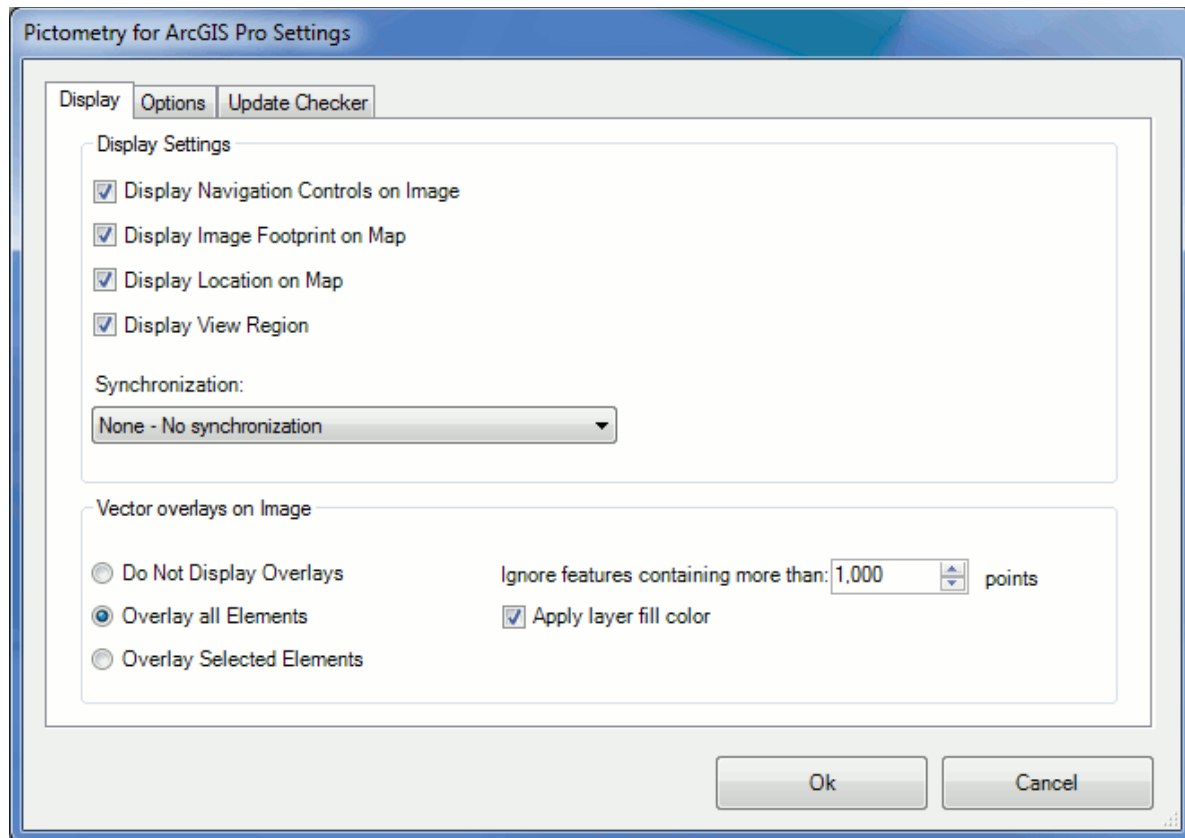 Pictometry for ArcGIS Pro Settings
Display Options Update Checker
Display Settings
Display Navigation Controls on Image
Display Image Footprint on Map
Display Location on Map
Display View Region
Synchronization:
None - No synchronization
Vector overlays on Image
Do Not Display Overlays
Ignore features containing more than: 1,000 points
Overlay all Elements
Apply layer fill color
Overlay Selected Elements
Ok Cancel